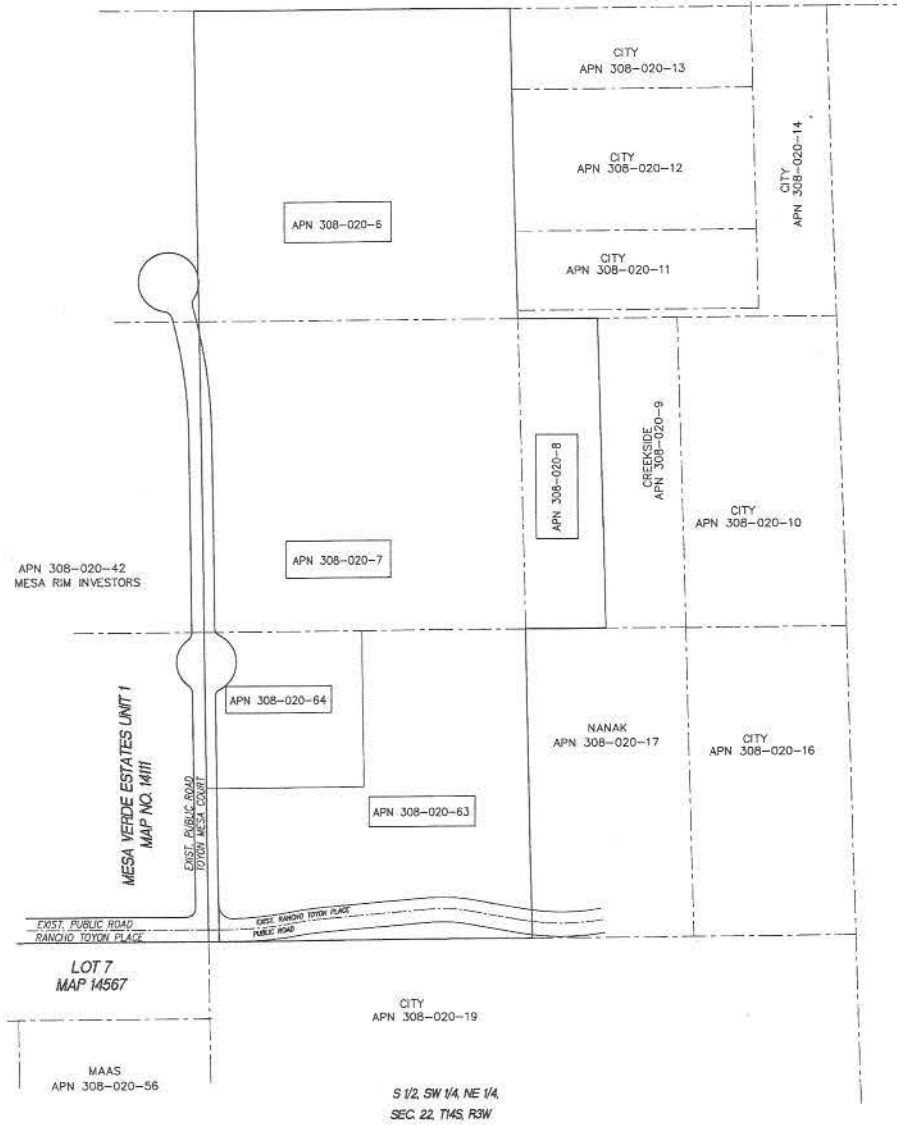 CITY
APN 308-020-13
CITY
APN 308-020-12
CITY
APN 308-020-14
APN 308-020-6
CITY
APN 308-020-11
CREEKSIDE
APN 308-020-9
APN 308-020-8
CITY
APN 308-020-10
APN 308-020-7
APN 308-020-42
MESA RIM INVESTORS
APN 308-020-64
MESA VERDE ESTATES UNIT 1
MAP NO. 14111
EXIST. PUBLIC ROAD
TOYON MESA COURT
NANAK
APN 308-020-17
CITY
APN 308-020-16
APN 308-020-63
EXIST. PUBLIC ROAD
RANCHO TOYON PLACE
EXIST. RANCHO TOYON PLACE
PUBLIC ROAD
LOT 7
MAP 14567
CITY
APN 308-020-19
MAAS
APN 308-020-56
S 1/2, SW 1/4, NE 1/4,
SEC. 22, T14S, R3W